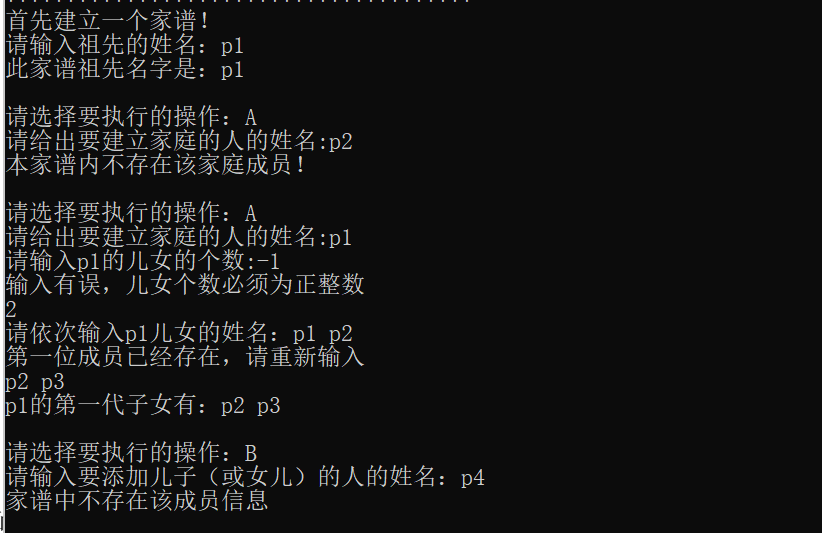 首先建立一个家谱!
请输入祖先的姓名: p1
此家谱祖先名字是: p1
请选择要执行的操作: A
请给出要建立家庭的人的姓名:p2
本家谱内不存在该家庭成员!
请选择要执行的操作: A
请给出要建立家庭的人的姓名:p1
请输入p1的儿女的个数:-1
输入有误, 儿女个数必须为正整数
2
请依次输入p1儿女的姓名: p1 p2
第一位成员已经存在, 请重新输入
p2 p3
p1的第一代子女有: p2 p3
请选择要执行的操作: B
请输入要添加儿子（或女儿）的人的姓名: p4
家谱中不存在该成员信息